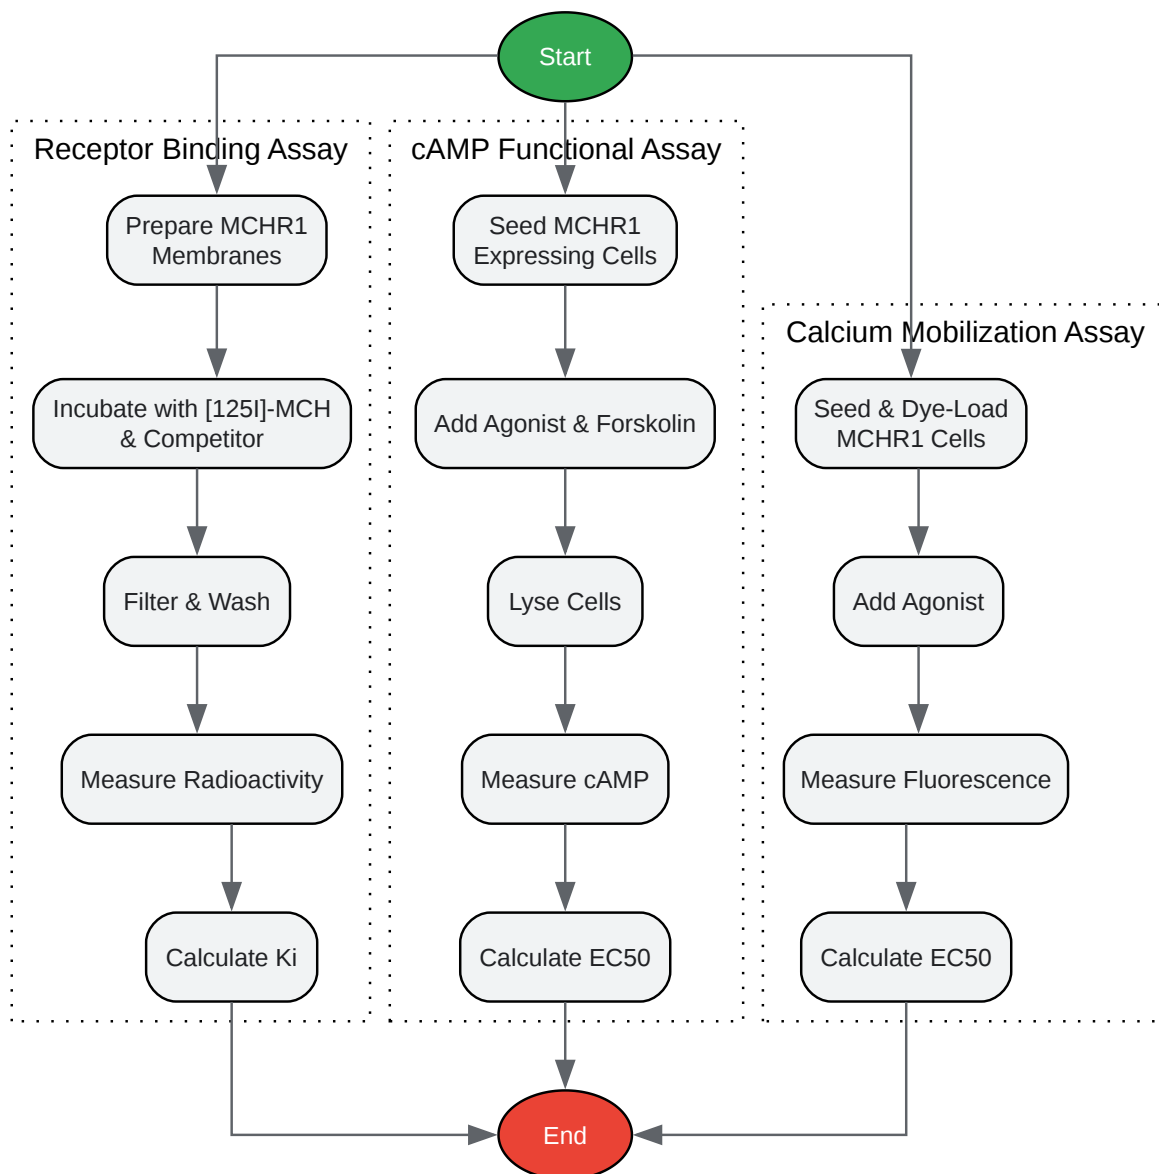 Start
Receptor Binding Assay
Prepare MCHR1
Membranes
Incubate with [125I]-MCH
& Competitor
Filter & Wash
Measure Radioactivity
Calculate Ki
cAMP Functional Assay
Seed MCHR1
Expressing Cells
Add Agonist & Forskolin
Lyse Cells
Measure cAMP
Calculate EC50
Calcium Mobilization Assay
Seed & Dye-Load
MCHR1 Cells
Add Agonist
Measure Fluorescence
Calculate EC50
End